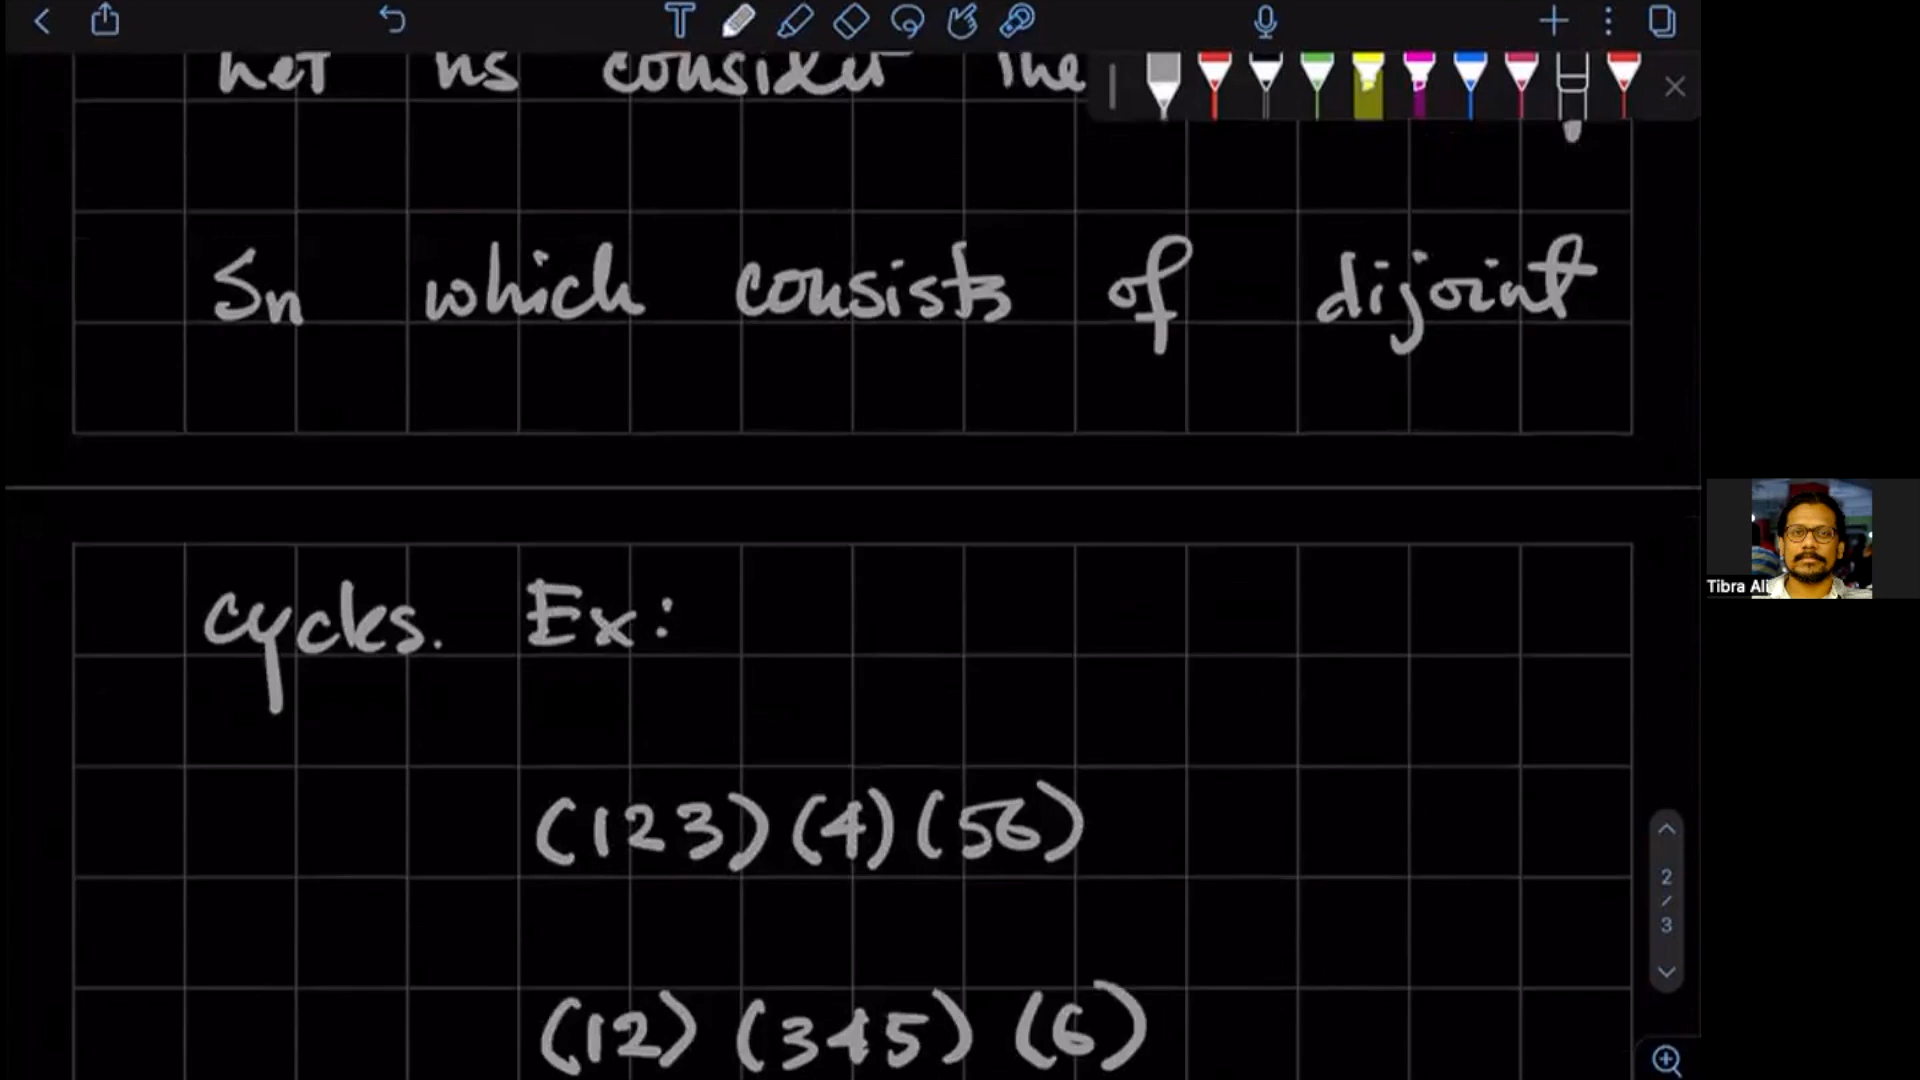 Let us consider the
Sn which consists of dijoint
cycles. Ex:
(123)(4)(56)
(12)(345)(6)
2
/
3
Tibra Ali